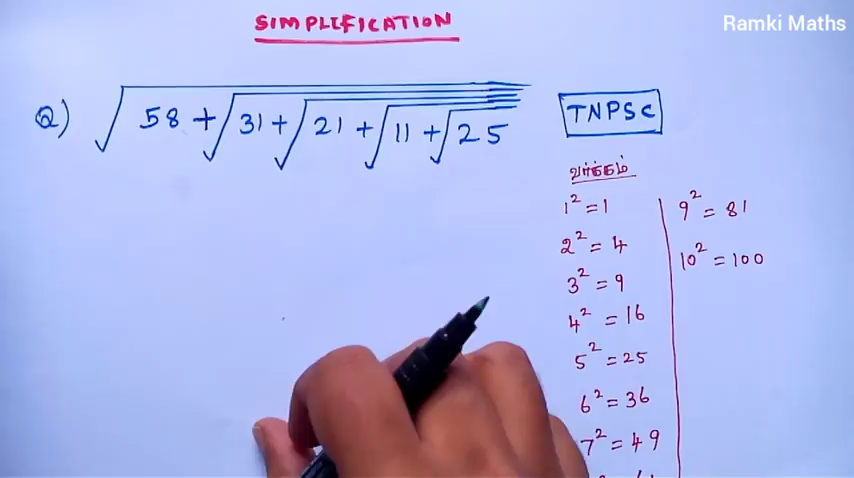 Ramki Maths
SIMPLIFICATION
Q) √58 + √31 + √21 + √11 + √25
TNPSC
வர்க்கம்
1² = 1
2² = 4
3² = 9
4² = 16
5² = 25
6² = 36
7² = 49
9² = 81
10² = 100